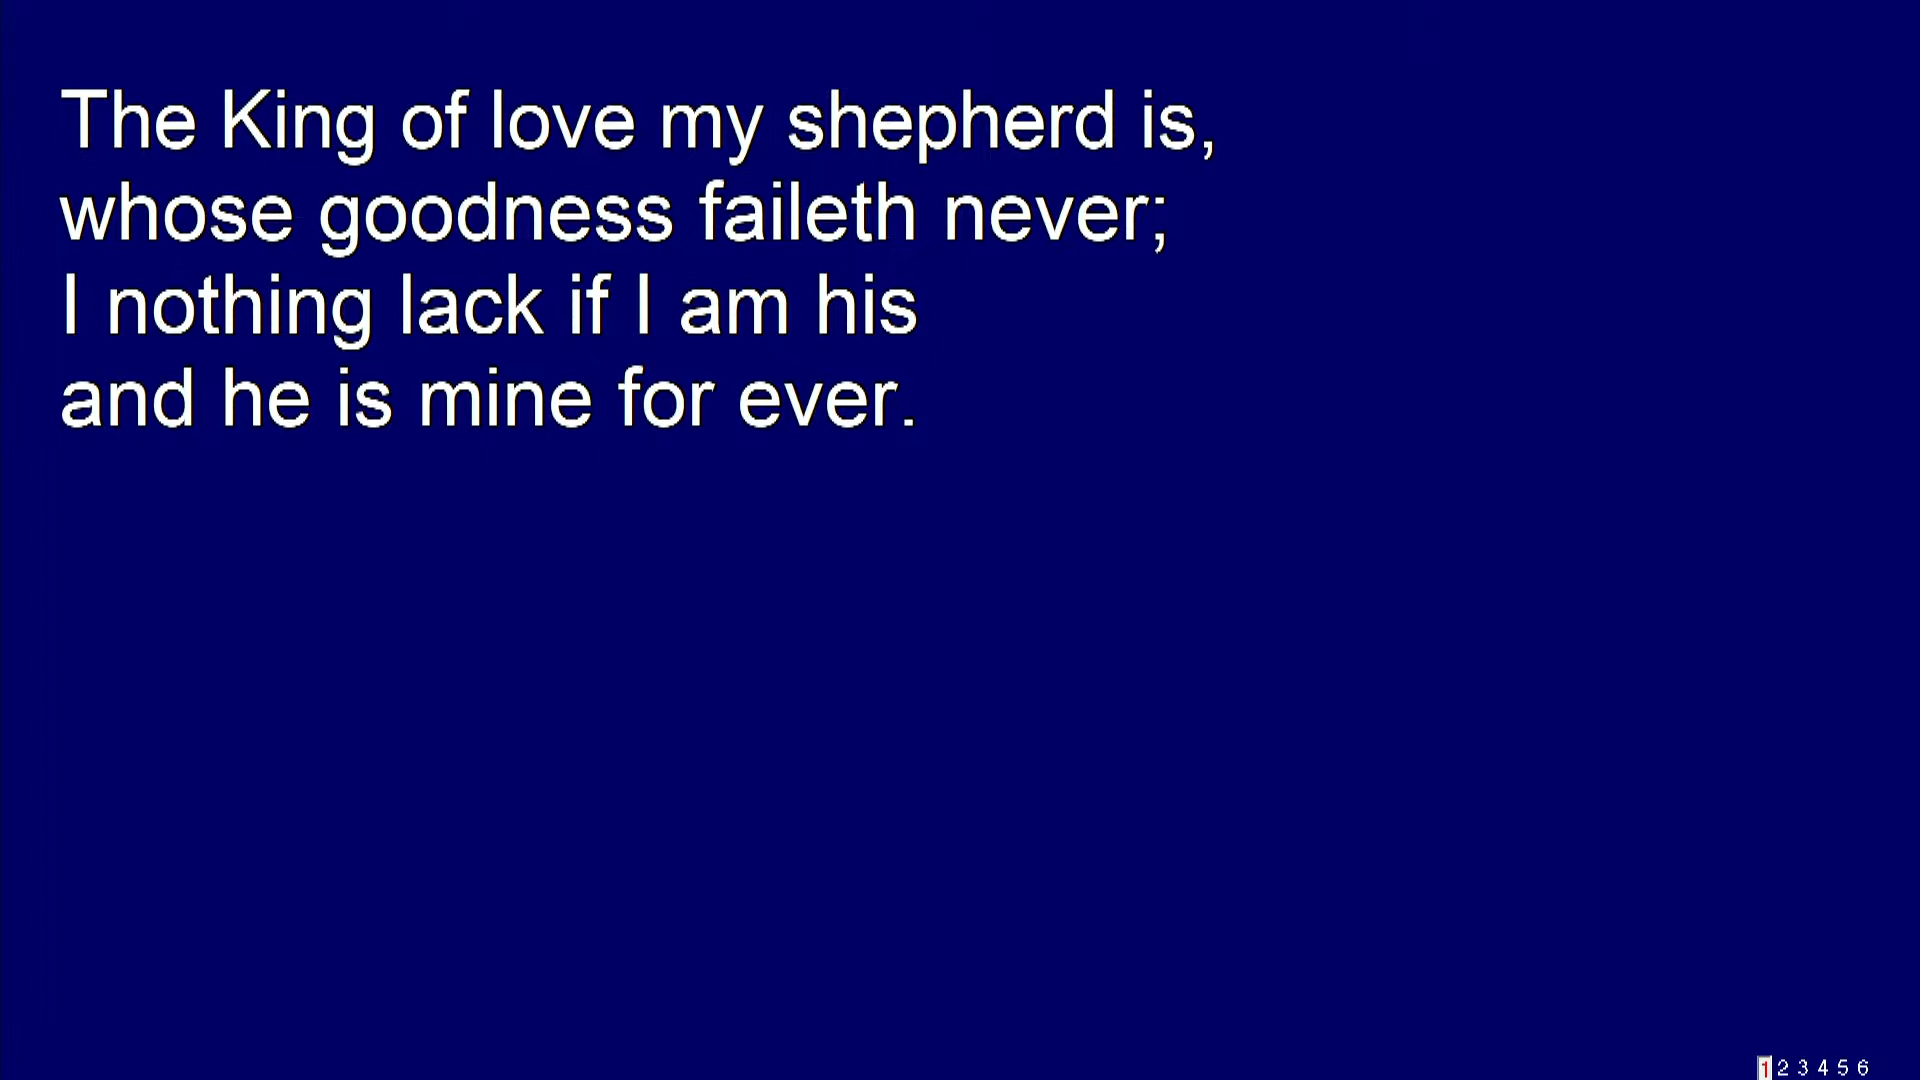 The King of love my shepherd is,
whose goodness faileth never;
I nothing lack if I am his
and he is mine for ever.
1 2 3 4 5 6